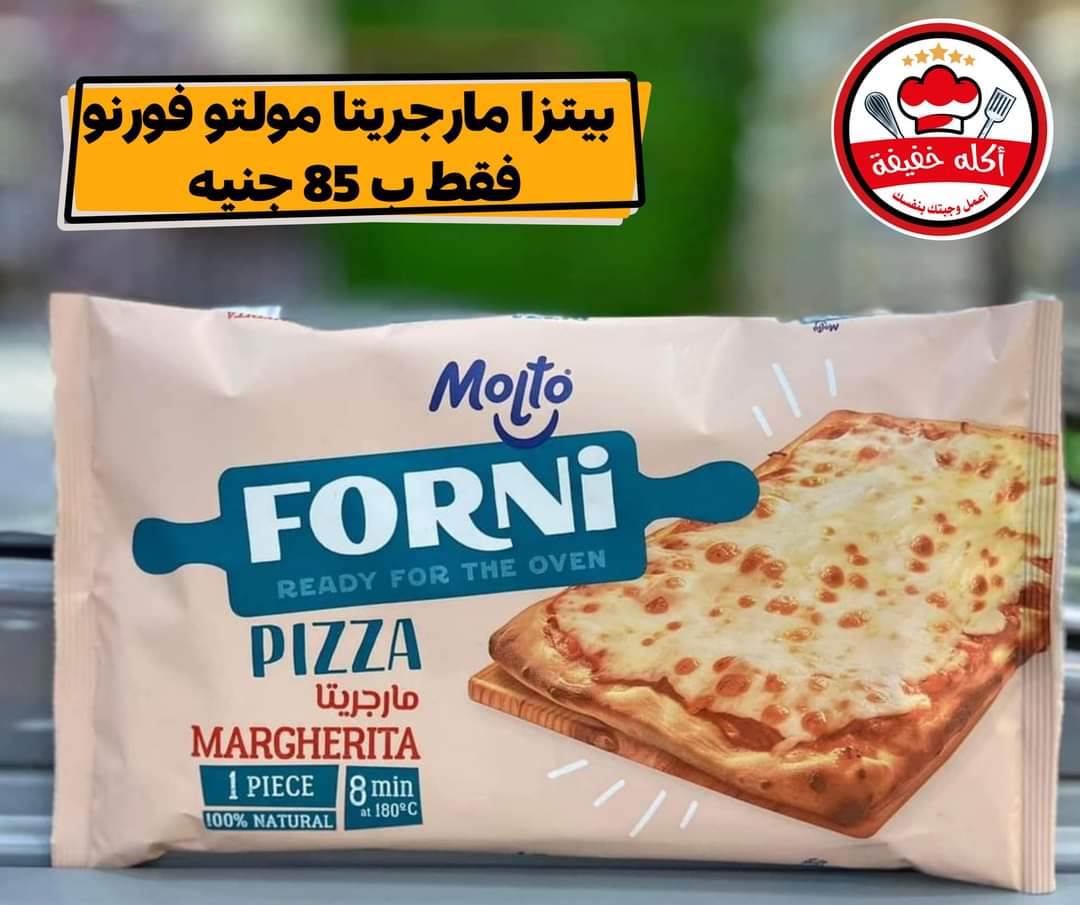 بيتزا مارجريتا مولتو فورنو
فقط ب 85 جنيه
أكله خفيفة
اعمل وجبتك بنفسك
Molto
FORNi
READY FOR THE OVEN
PIZZA
مارجريتا
MARGHERITA
1 PIECE
100% NATURAL
8 min
at 180ºC